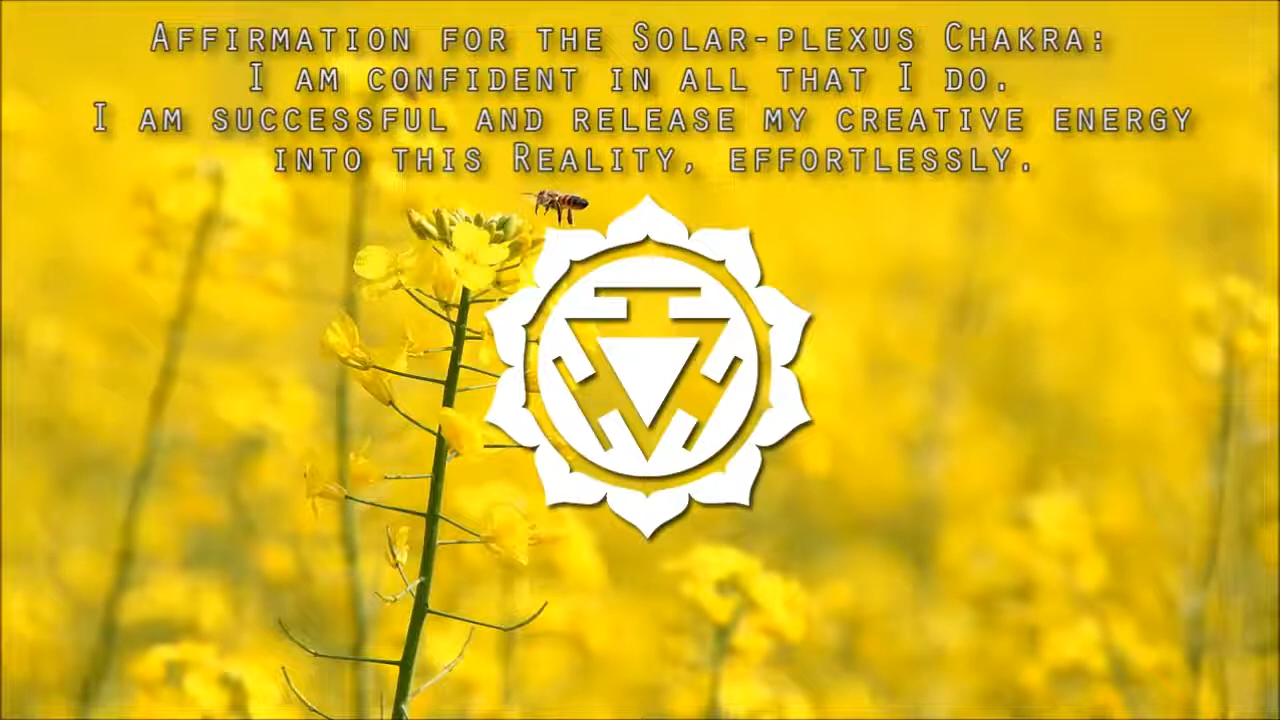 Affirmation for the Solar-plexus Chakra:
I am confident in all that I do.
I am successful and release my creative energy
into this Reality, effortlessly.